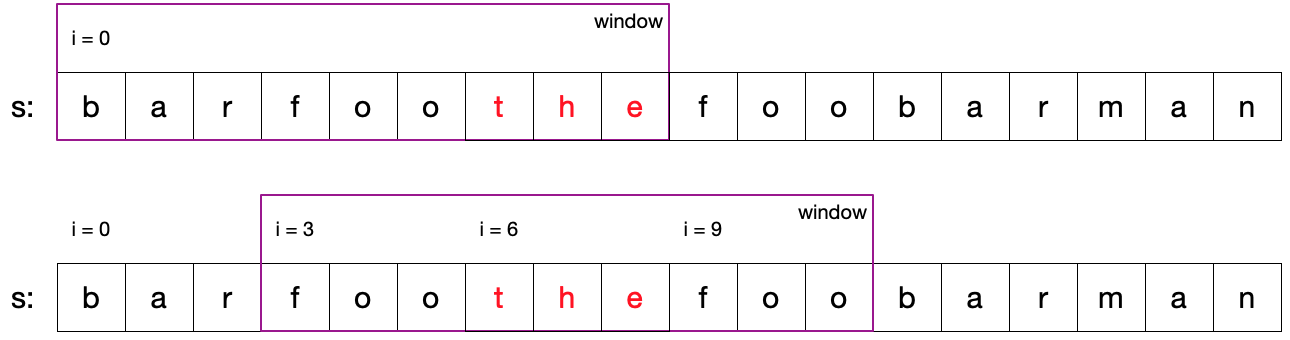 window
i = 0
s: b a r f o o t h e f o o b a r m a n
window
i = 0 i = 3 i = 6 i = 9
s: b a r f o o t h e f o o b a r m a n